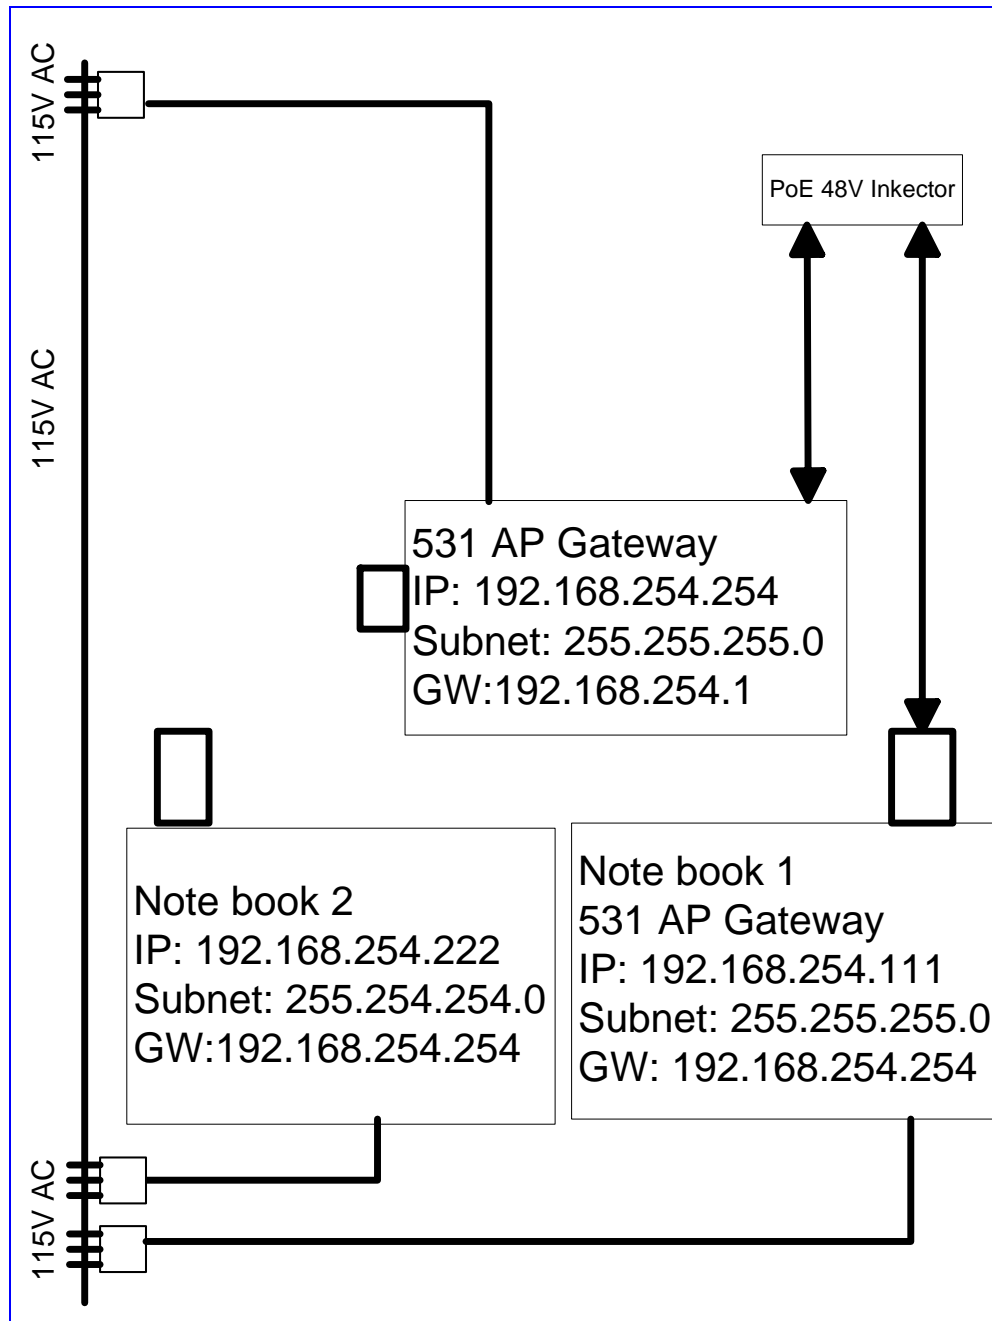 115V AC
PoE 48V Inkector
115V AC
531 AP Gateway
IP: 192.168.254.254
Subnet: 255.255.255.0
GW:192.168.254.1
Note book 2
IP: 192.168.254.222
Subnet: 255.254.254.0
GW:192.168.254.254
Note book 1
531 AP Gateway
IP: 192.168.254.111
Subnet: 255.255.255.0
GW: 192.168.254.254
115V AC